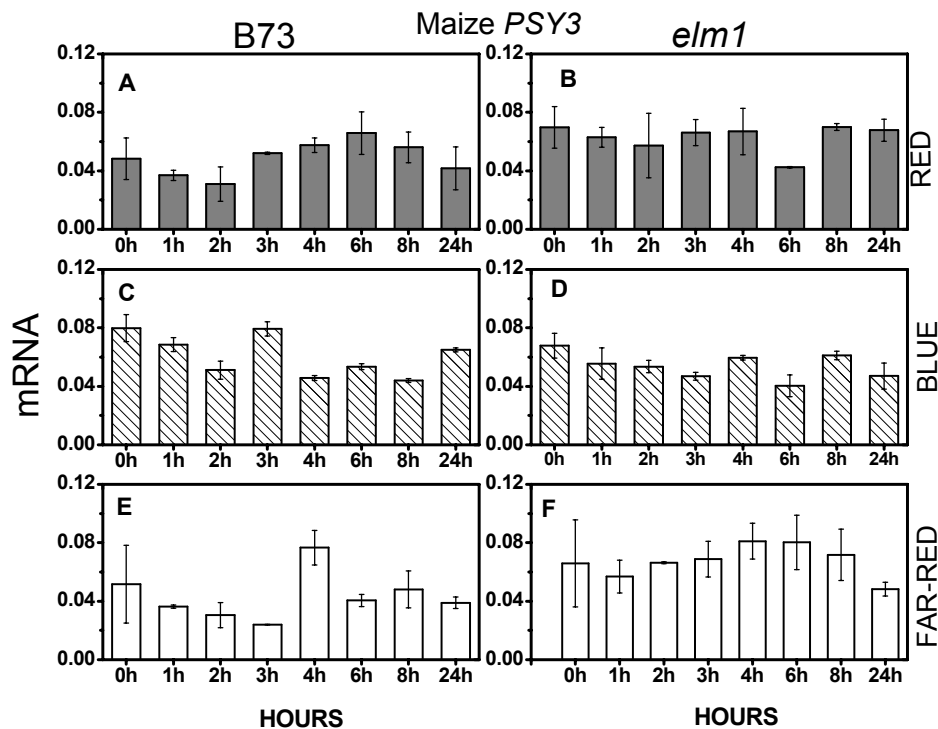 Maize PSY3
B73
elm1
0.12
0.08
0.04
0.00
A
0h 1h 2h 3h 4h 6h 8h 24h
0.12
0.08
0.04
0.00
B
0h 1h 2h 3h 4h 6h 8h 24h
RED
mRNA
0.12
0.08
0.04
0.00
C
0h 1h 2h 3h 4h 6h 8h 24h
0.12
0.08
0.04
0.00
D
0h 1h 2h 3h 4h 6h 8h 24h
BLUE
0.12
0.08
0.04
0.00
E
0h 1h 2h 3h 4h 6h 8h 24h
HOURS
0.12
0.08
0.04
0.00
F
0h 1h 2h 3h 4h 6h 8h 24h
HOURS
FAR-RED